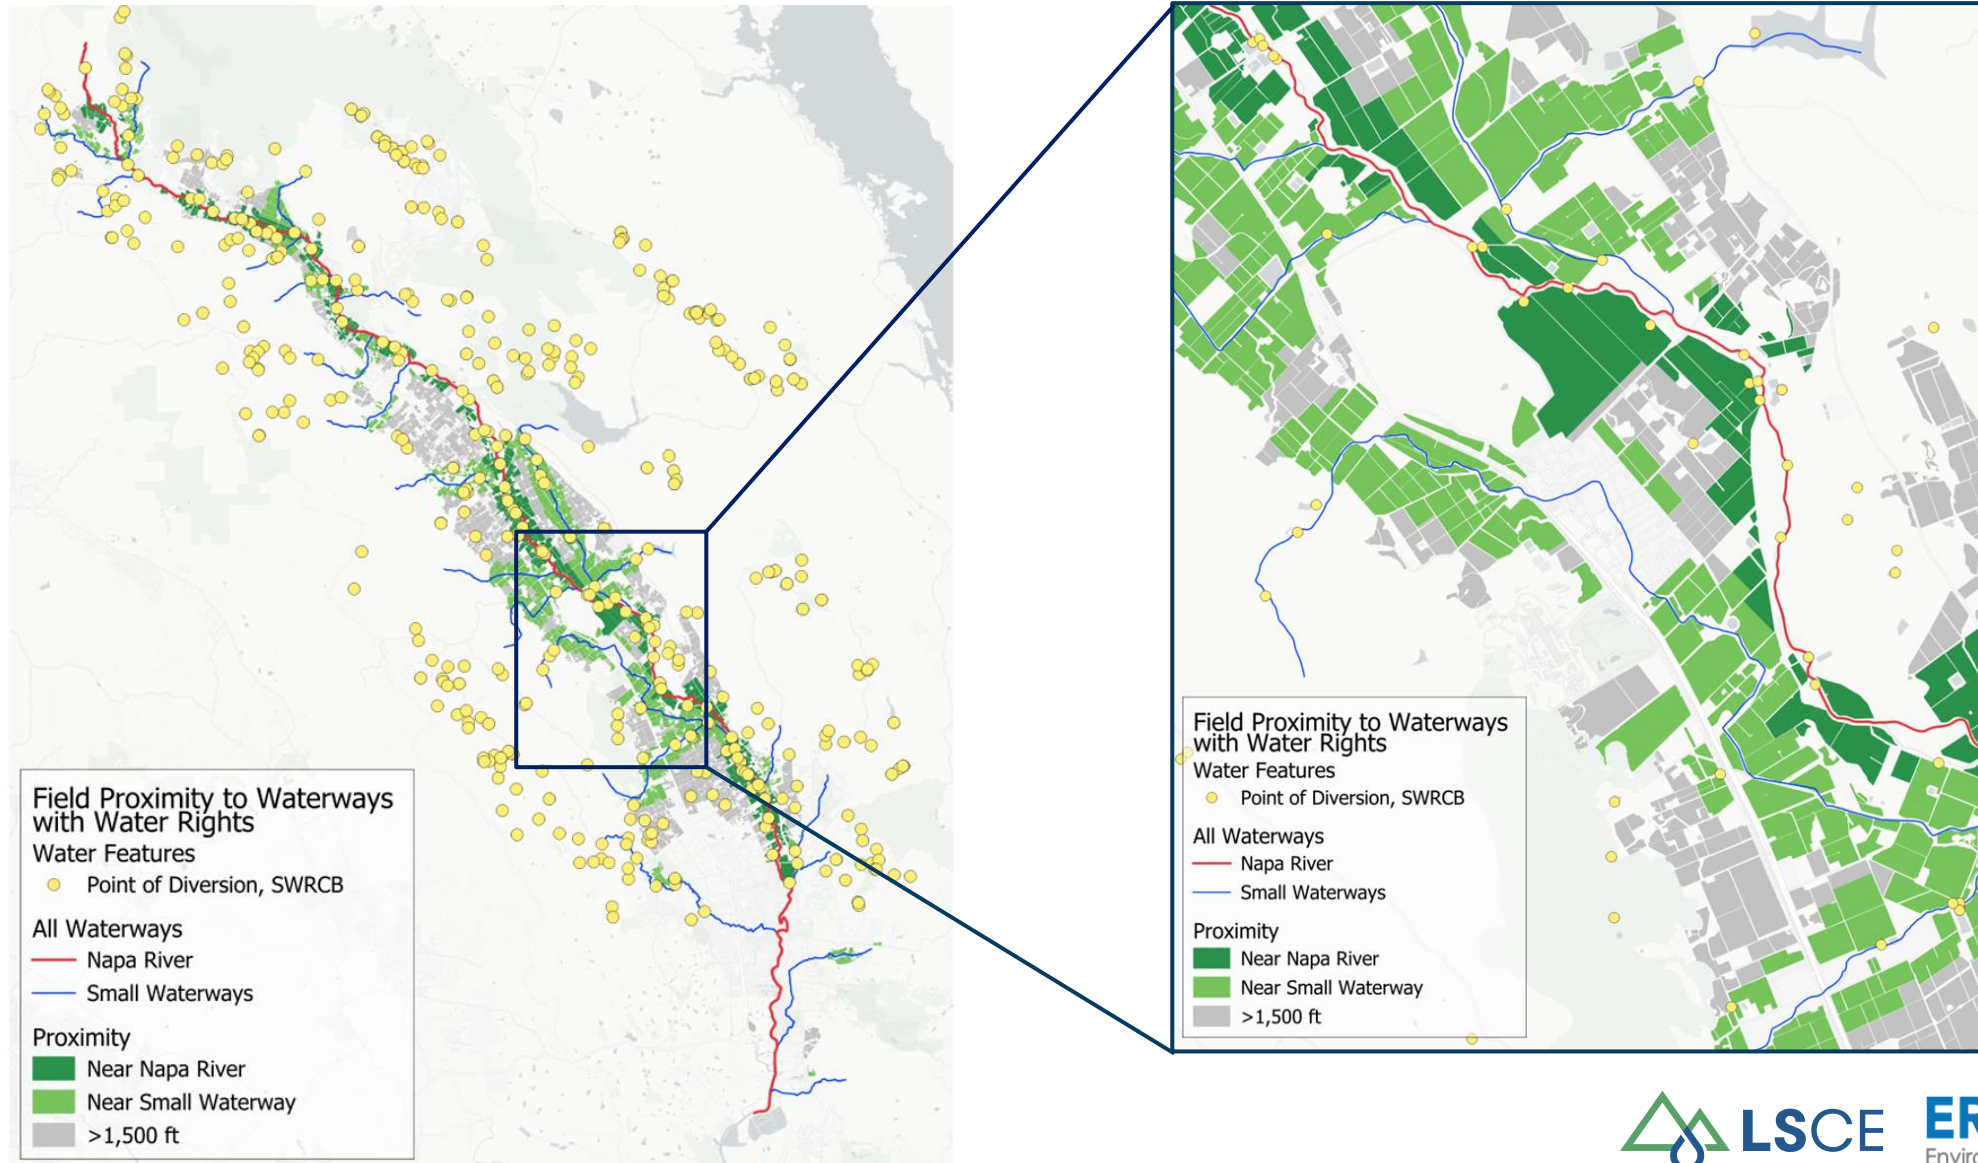 Field Proximity to Waterways
with Water Rights
Water Features
Point of Diversion, SWRCB
All Waterways
Napa River
Small Waterways
Proximity
Near Napa River
Near Small Waterway
>1,500 ft
Field Proximity to Waterways
with Water Rights
Water Features
Point of Diversion, SWRCB
All Waterways
Napa River
Small Waterways
Proximity
Near Napa River
Near Small Waterway
>1,500 ft
LSCE